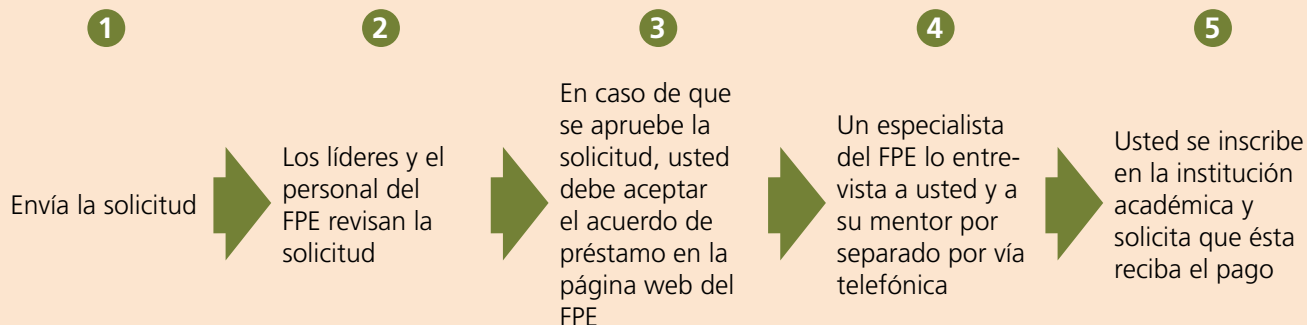 1
Envía la solicitud
2
Los líderes y el
personal del
FPE revisan la
solicitud
3
En caso de que
se apruebe la
solicitud, usted
debe aceptar
el acuerdo de
préstamo en la
página web del
FPE
4
Un especialista
del FPE lo entre-
vista a usted y a
su mentor por
separado por vía
telefónica
5
Usted se inscribe
en la institución
académica y
solicita que ésta
reciba el pago